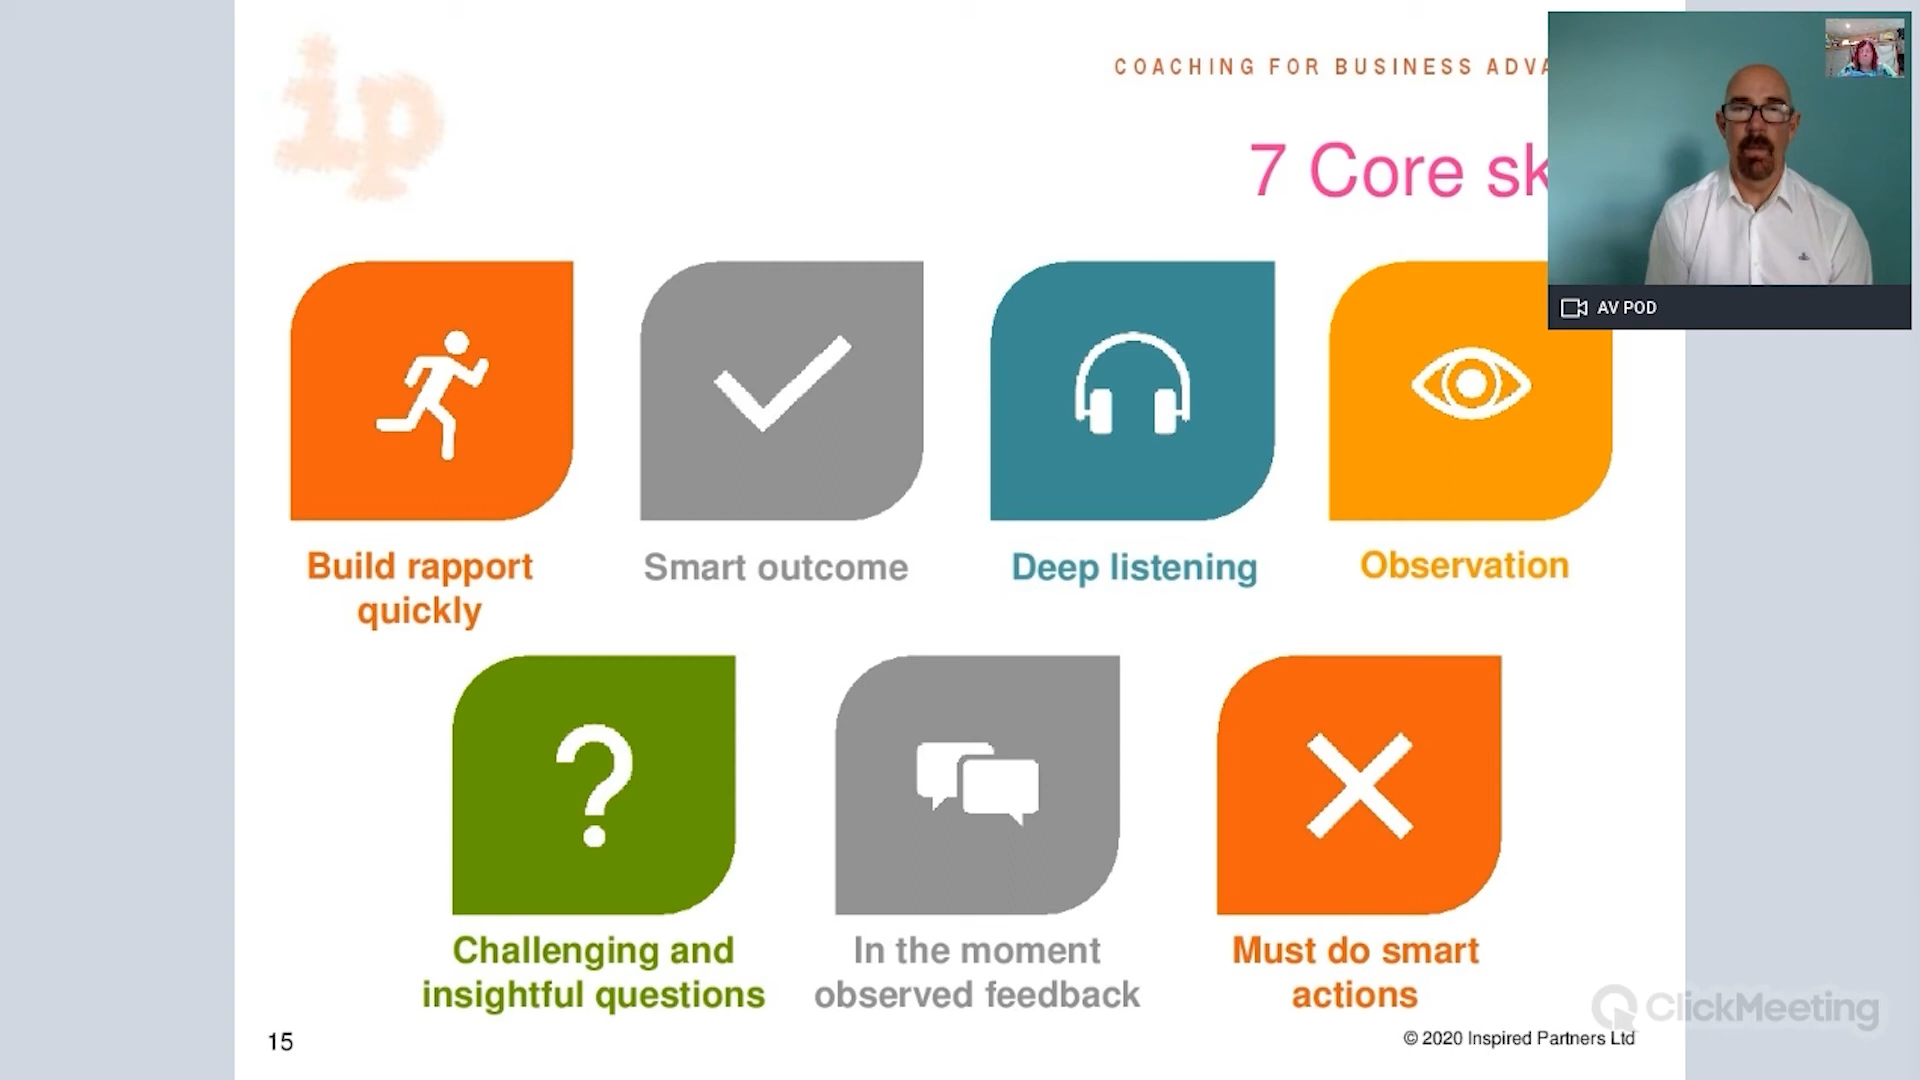 ip
COACHING FOR BUSINESS ADVA
7 Core sk
AV POD
Build rapport
quickly
Smart outcome
Deep listening
Observation
Challenging and
insightful questions
In the moment
observed feedback
Must do smart
actions
ClickMeeting
15
© 2020 Inspired Partners Ltd